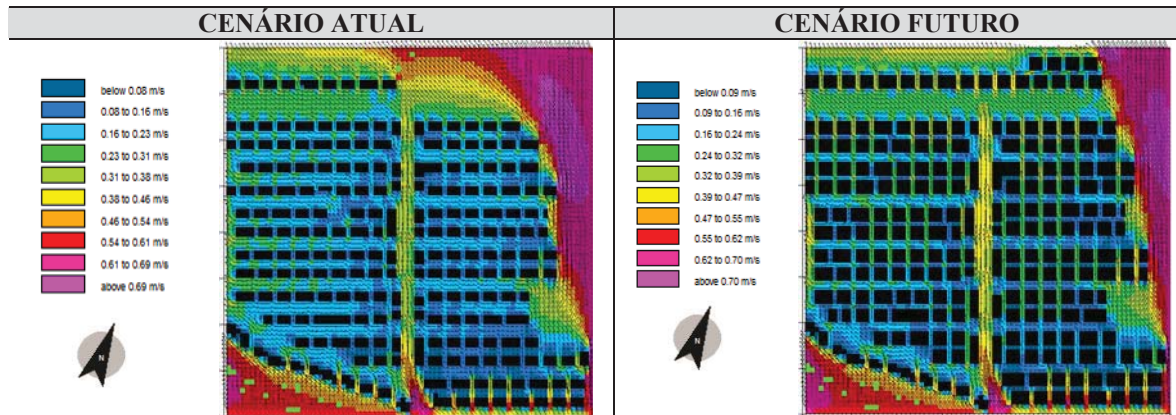 CENÁRIO ATUAL
CENÁRIO FUTURO
below 0.08 m/s
0.08 to 0.16 m/s
0.16 to 0.23 m/s
0.23 to 0.31 m/s
0.31 to 0.38 m/s
0.38 to 0.46 m/s
0.46 to 0.54 m/s
0.54 to 0.61 m/s
0.61 to 0.69 m/s
above 0.69 m/s
N
below 0.09 m/s
0.09 to 0.16 m/s
0.16 to 0.24 m/s
0.24 to 0.32 m/s
0.32 to 0.39 m/s
0.39 to 0.47 m/s
0.47 to 0.55 m/s
0.55 to 0.62 m/s
0.62 to 0.70 m/s
above 0.70 m/s
N